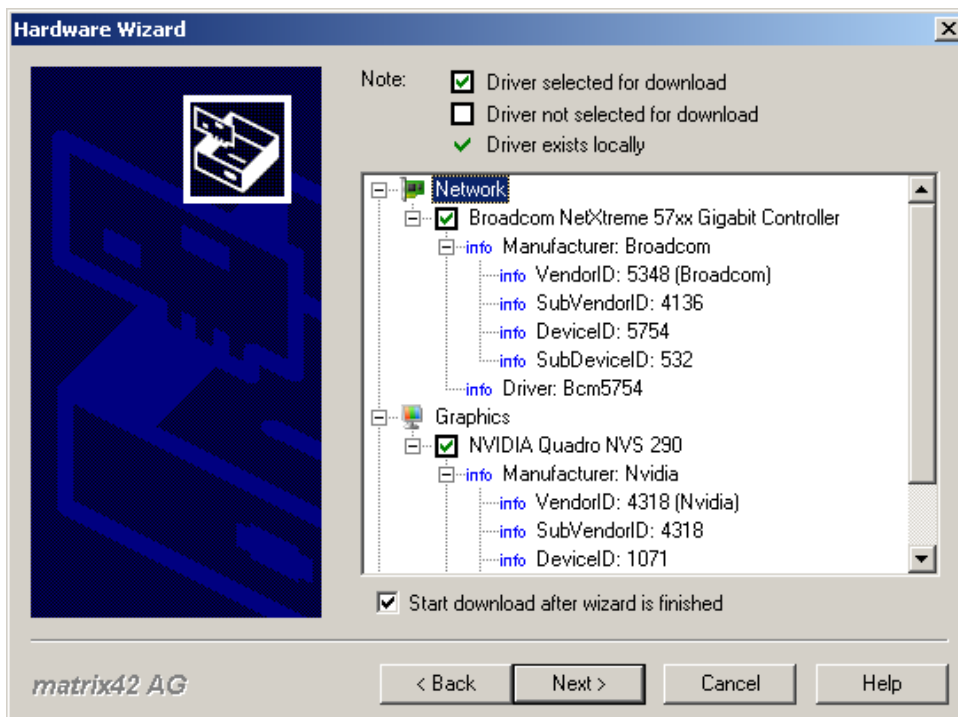 Hardware Wizard
Note: Driver selected for download
Driver not selected for download
Driver exists locally
Network
Broadcom NetXtreme 57xx Gigabit Controller
info Manufacturer: Broadcom
info VendorID: 5348 (Broadcom)
info SubVendorID: 4136
info DeviceID: 5754
info SubDeviceID: 532
info Driver: Bcm5754
Graphics
NVIDIA Quadro NVS 290
info Manufacturer: Nvidia
info VendorID: 4318 (Nvidia)
info SubVendorID: 4318
info DeviceID: 1071
Start download after wizard is finished
matrix42 AG
< Back Next > Cancel Help